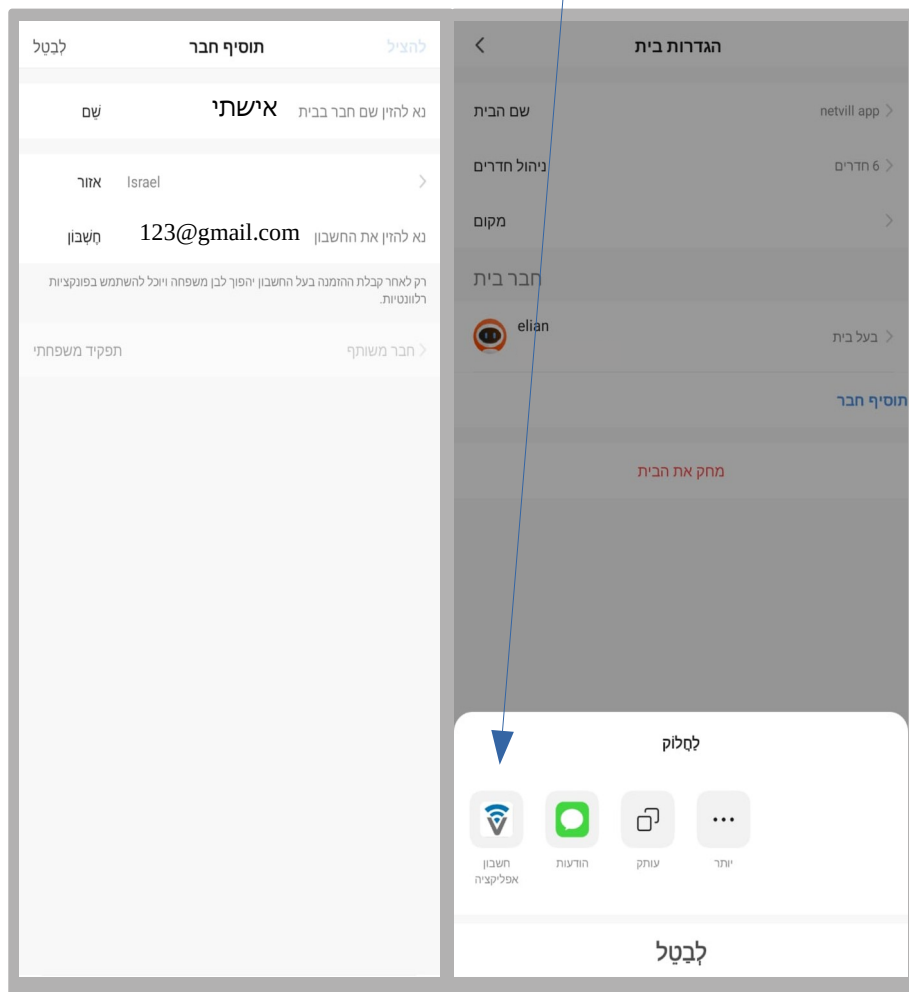 לְבַטֵל
תוסיף חבר
להציל
שֵׁם
אישתי
נא להזין שם חבר בבית
אזור
Israel
חֶשְׁבּוֹן
123@gmail.com
נא להזין את החשבון
רק לאחר קבלת ההזמנה בעל החשבון יהפוך לבן משפחה ויוכל להשתמש בפונקציות
רלוונטיות.
תפקיד משפחתי
חבר משותף
הגדרות בית
שם הבית
netvill app
ניהול חדרים
6 חדרים
מקום
חבר בית
elian
בעל בית
תוסיף חבר
מחק את הבית
לַחֲלוֹק
חשבון
אפליקציה
הודעות
עותק
יותר
לְבַטֵל